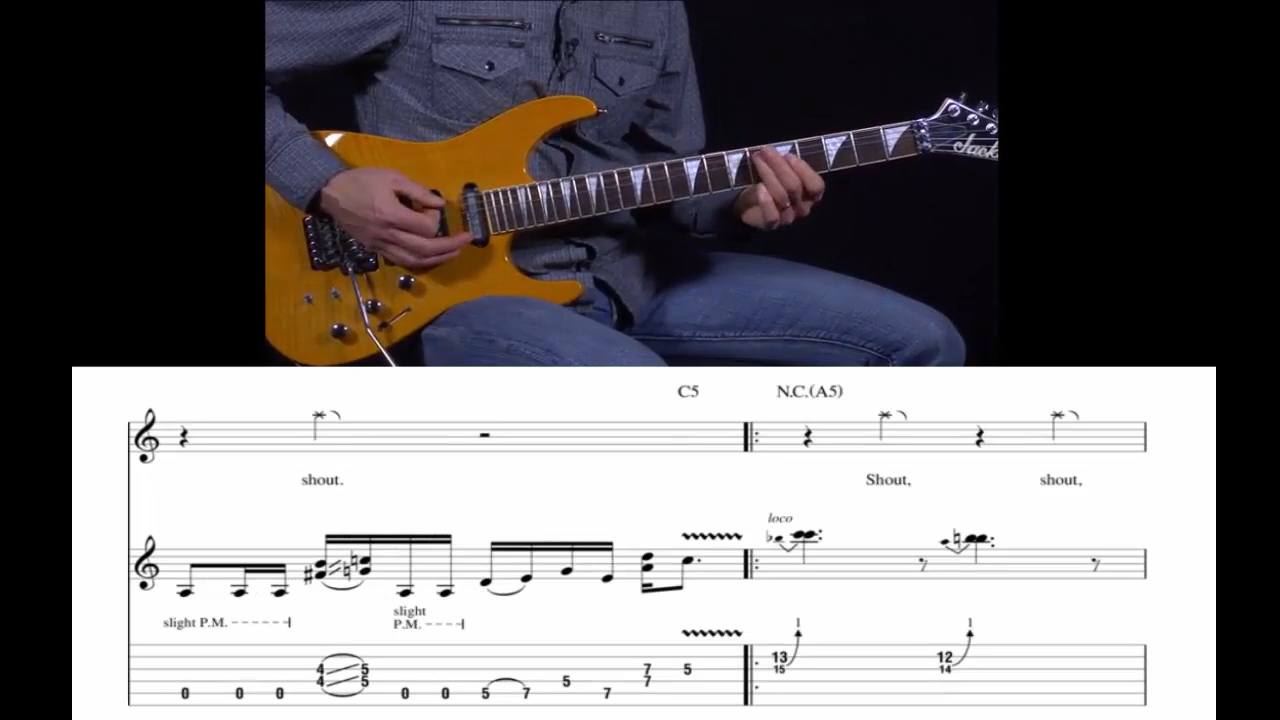 Jack
C5 N.C.(A5)
shout. Shout, shout,
loco
slight P.M.
slight
P.M.
1 1
13 12
4 5 7 5 15 14
4 5 5 7
0 0 0 0 0 5 7 7